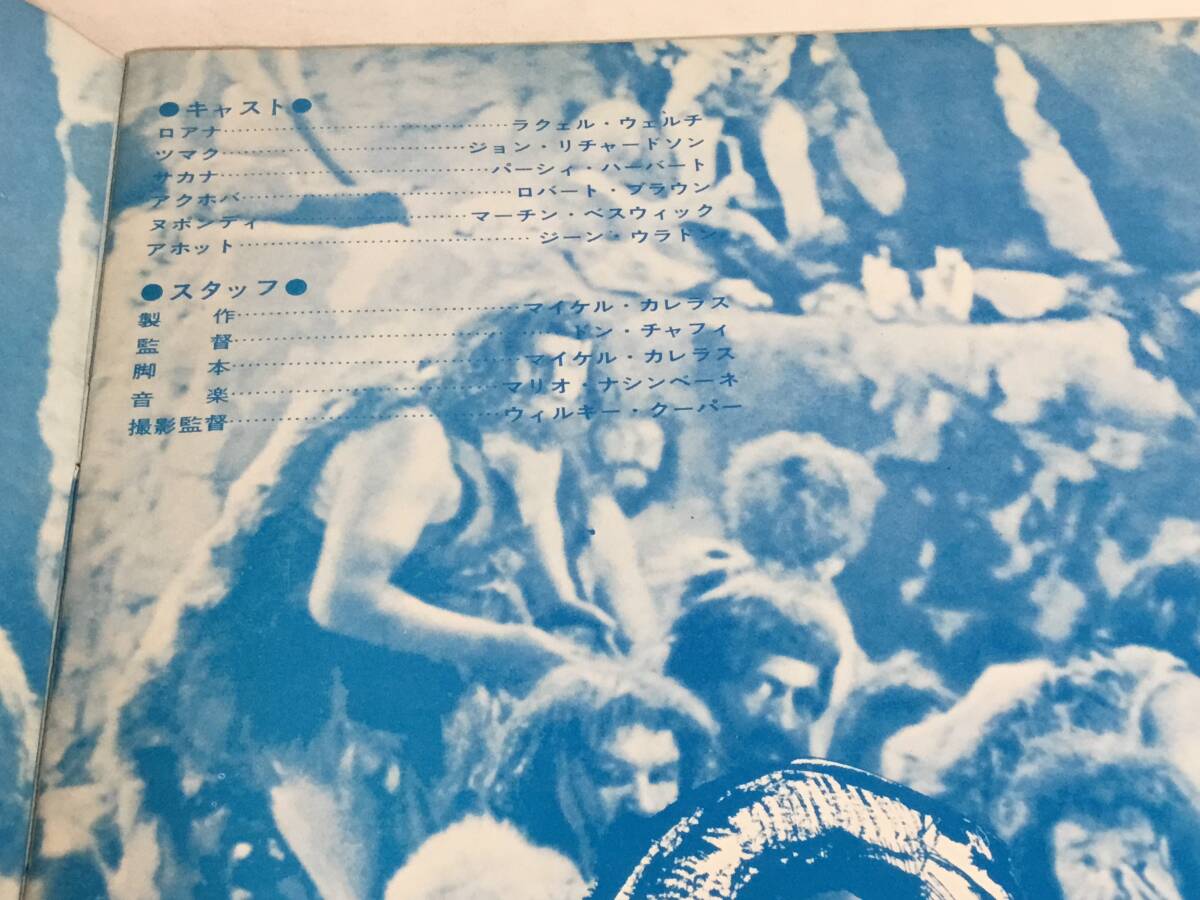 ●キャスト●
ロアナ……ラクェル・ウェルチ
ツマク……ジョン・リチャードソン
サカナ……パーシィ・ハーバート
アクホバ……ロバート・ブラウン
ヌポンディ……マーチン・ベスウィック
アホット……ジーン・ウラトン
●スタッフ●
製作……マイケル・カレラス
監督……ドン・チャフィ
脚本……マイケル・カレラス
音楽……マリオ・ナシンベーネ
撮影監督……ウィルギー・クーパー